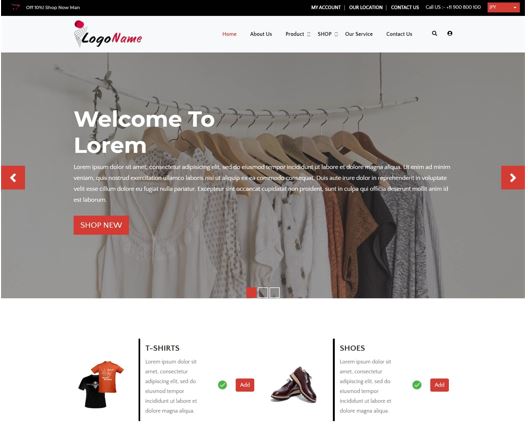 Off 10%! Shop Now Man
MY ACCOUNT | OUR LOCATION | CONTACT US Call US :- +11 900 800 100 JPY
LogoName
Home About Us Product SHOP Our Service Contact Us
Welcome To
Lorem
Lorem ipsum dolor sit amet, consectetur adipisicing elit, sed do eiusmod tempor incididunt ut labore et dolore magna aliqua. Ut enim ad minim
veniam, quis nostrud exercitation ullamco laboris nisi ut aliquip ex ea commodo consequat. Duis aute irure dolor in reprehenderit in voluptate
velit esse cillum dolore eu fugiat nulla pariatur. Excepteur sint occaecat cupidatat non proident, sunt in culpa qui officia deserunt mollit anim id
est laborum.
SHOP NEW
T-SHIRTS
Lorem ipsum dolor sit
amet, consectetur
adipisicing elit, sed do
eiusmod tempor
incididunt ut labore et
dolore magna aliqua.
Add
SHOES
Lorem ipsum dolor sit
amet, consectetur
adipisicing elit, sed do
eiusmod tempor
incididunt ut labore et
dolore magna aliqua.
Add